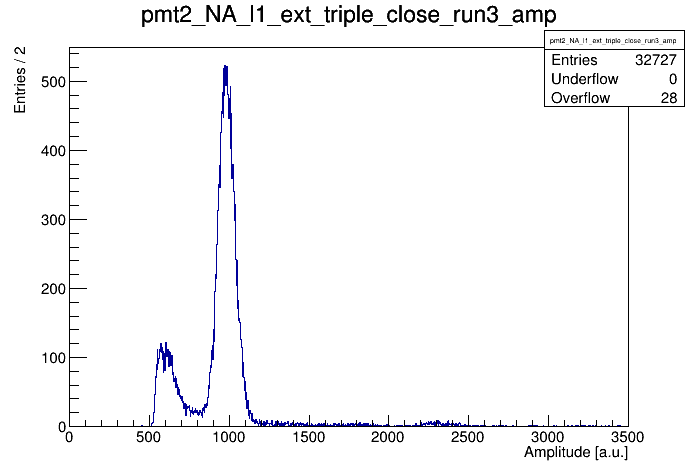 pmt2_NA_l1_ext_triple_close_run3_amp
pmt2_NA_l1_ext_triple_close_run3_amp
Entries 32727
Underflow 0
Overflow 28
Entries / 2
500
400
300
200
100
0
0 500 1000 1500 2000 2500 3000 3500
Amplitude [a.u.]